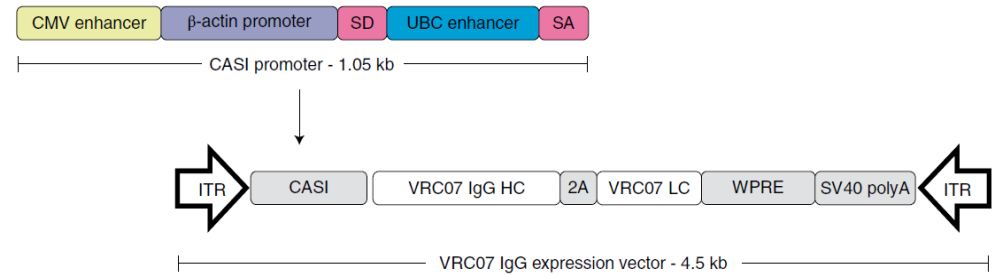 CMV enhancer β-actin promoter SD UBC enhancer SA
CASI promoter - 1.05 kb
ITR CASI VRC07 IgG HC 2A VRC07 LC WPRE SV40 polyA ITR
VRC07 IgG expression vector - 4.5 kb